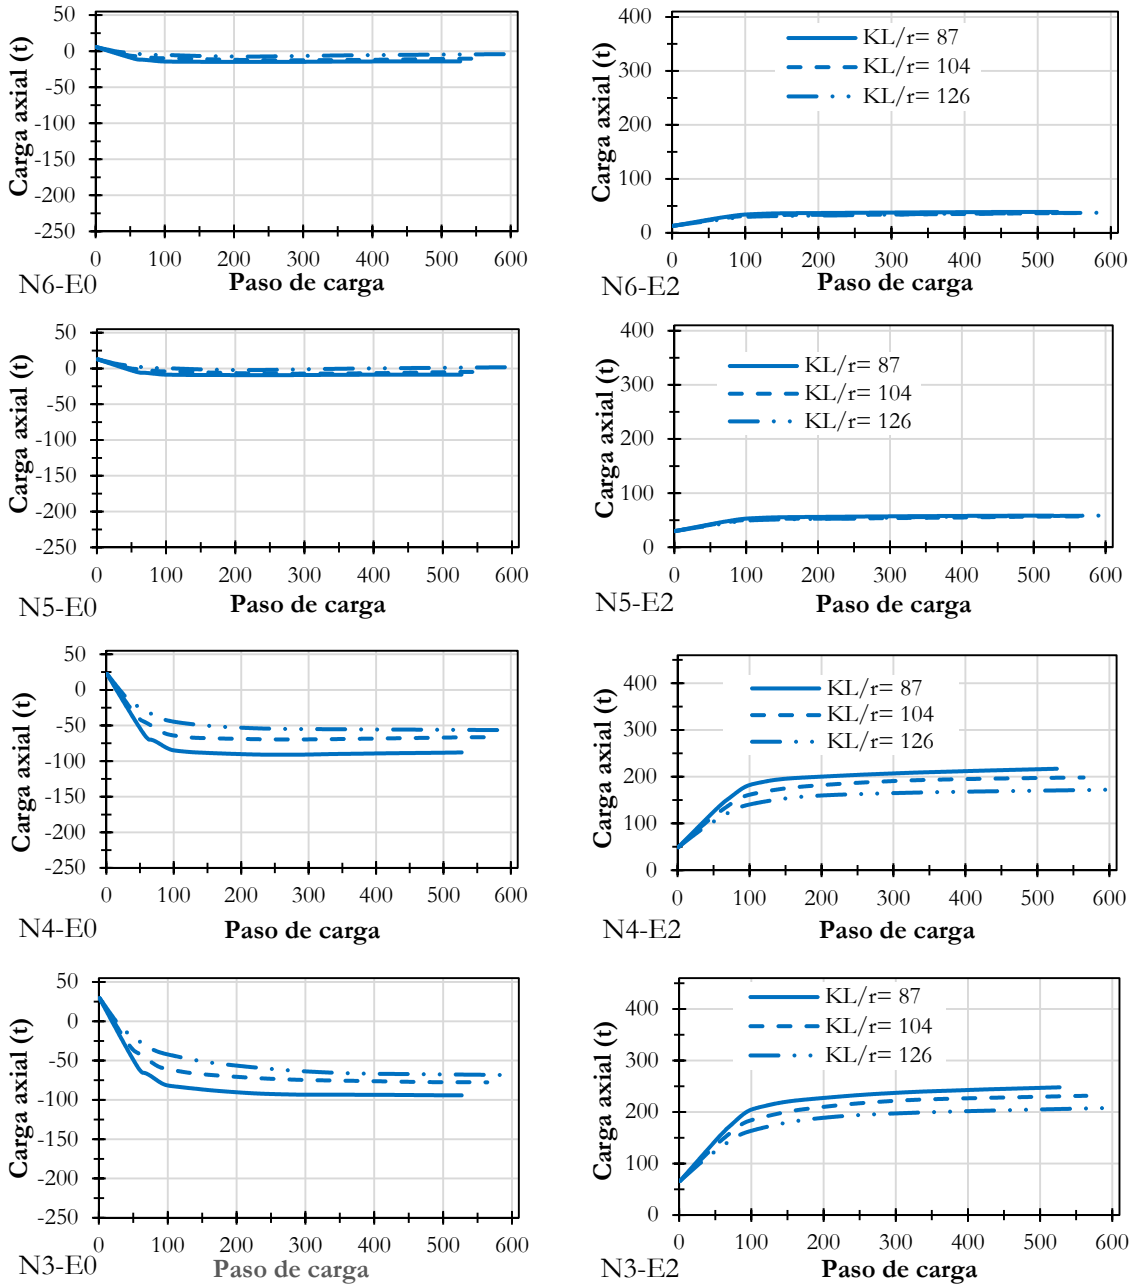 50
0
-50
-100
-150
-200
-250
Carga axial (t)
0 100 200 300 400 500 600
N6-E0
Paso de carga
400
300
200
100
0
Carga axial (t)
KL/r= 87
KL/r= 104
KL/r= 126
0 100 200 300 400 500 600
N6-E2
Paso de carga
50
0
-50
-100
-150
-200
-250
Carga axial (t)
0 100 200 300 400 500 600
N5-E0
Paso de carga
400
300
200
100
0
Carga axial (t)
KL/r= 87
KL/r= 104
KL/r= 126
0 100 200 300 400 500 600
N5-E2
Paso de carga
50
0
-50
-100
-150
-200
-250
Carga axial (t)
0 100 200 300 400 500 600
N4-E0
Paso de carga
400
300
200
100
0
Carga axial (t)
KL/r= 87
KL/r= 104
KL/r= 126
0 100 200 300 400 500 600
N4-E2
Paso de carga
50
0
-50
-100
-150
-200
-250
Carga axial (t)
0 100 200 300 400 500 600
N3-E0
Paso de carga
400
300
200
100
0
Carga axial (t)
KL/r= 87
KL/r= 104
KL/r= 126
0 100 200 300 400 500 600
N3-E2
Paso de carga